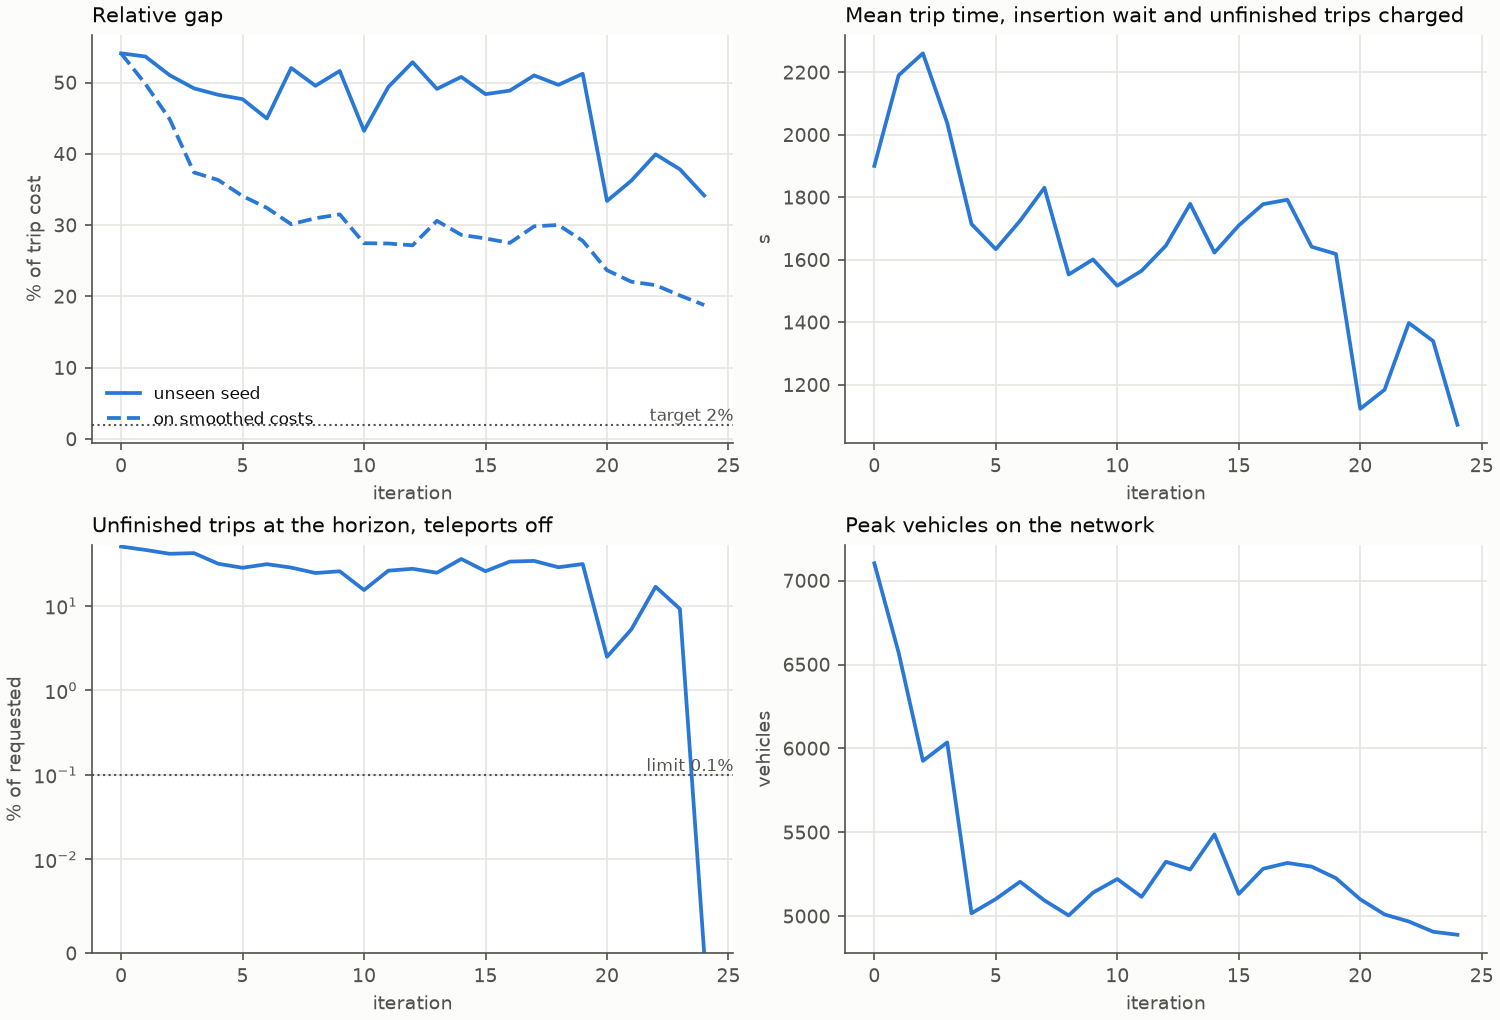 Relative gap
% of trip cost
50
40
30
20
10
0
unseen seed
on smoothed costs
target 2%
0 5 10 15 20 25
iteration
Mean trip time, insertion wait and unfinished trips charged
s
2200
2000
1800
1600
1400
1200
0 5 10 15 20 25
iteration
Unfinished trips at the horizon, teleports off
% of requested
10¹
10⁰
10⁻¹
10⁻²
0
limit 0.1%
0 5 10 15 20 25
iteration
Peak vehicles on the network
vehicles
7000
6500
6000
5500
5000
0 5 10 15 20 25
iteration